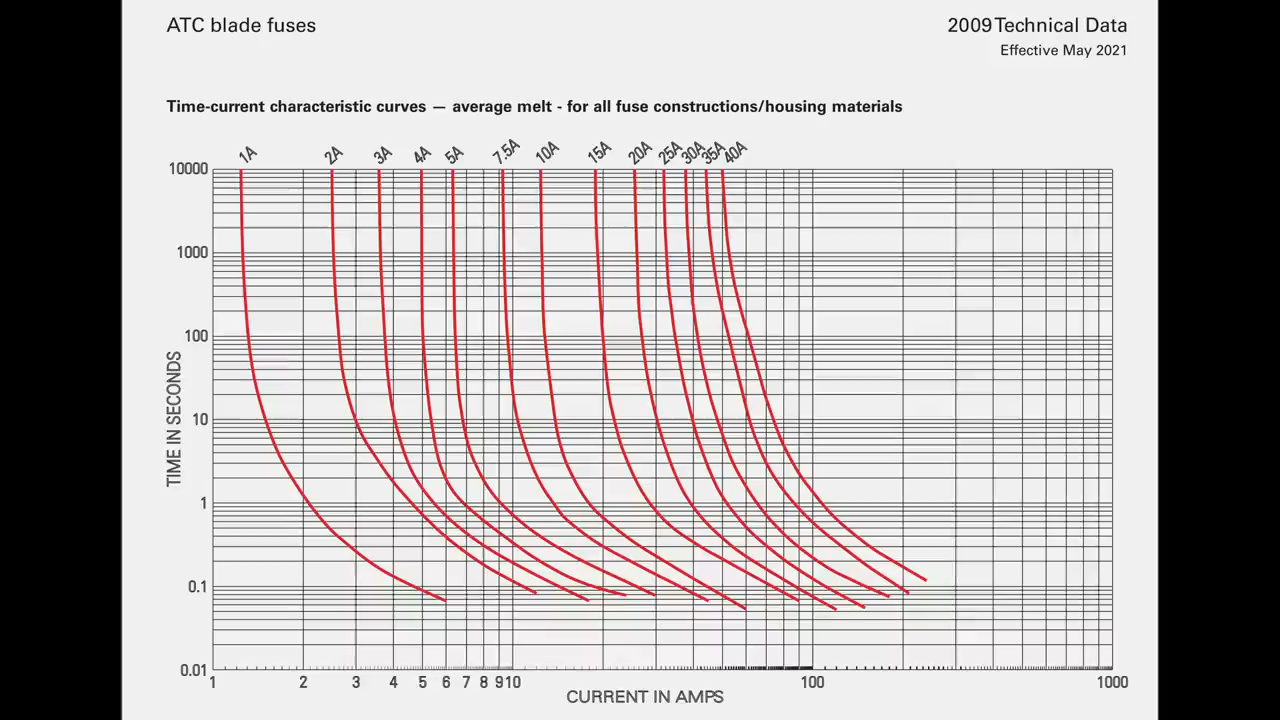 ATC blade fuses
2009 Technical Data
Effective May 2021
Time-current characteristic curves — average melt - for all fuse constructions/housing materials
1A 2A 3A 4A 5A 7.5A 10A 15A 20A 25A 30A 35A 40A
10000
1000
100
10
1
0.1
0.01
TIME IN SECONDS
1 2 3 4 5 6 7 8 9 10 100 1000
CURRENT IN AMPS